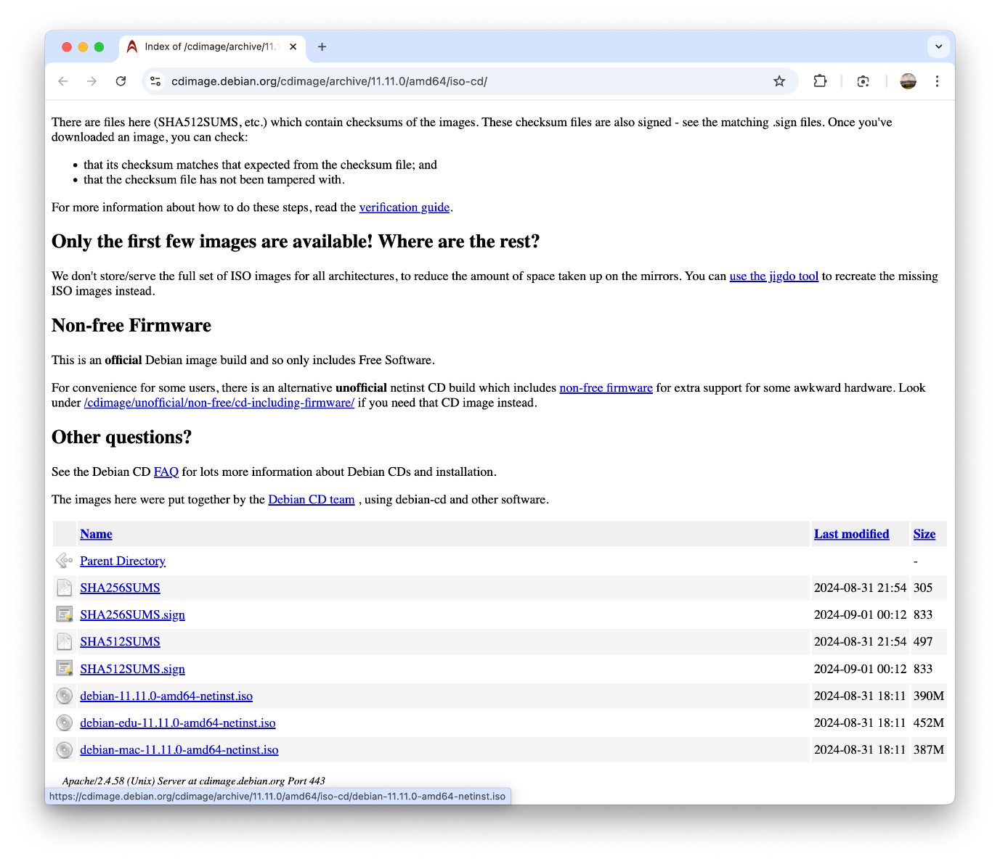 Index of /cdimage/archive/11.1
cdimage.debian.org/cdimage/archive/11.11.0/amd64/iso-cd/
There are files here (SHA512SUMS, etc.) which contain checksums of the images. These checksum files are also signed - see the matching .sign files. Once you've
downloaded an image, you can check:
• that its checksum matches that expected from the checksum file; and
• that the checksum file has not been tampered with.
For more information about how to do these steps, read the verification guide.
Only the first few images are available! Where are the rest?
We don't store/serve the full set of ISO images for all architectures, to reduce the amount of space taken up on the mirrors. You can use the jigdo tool to recreate the missing
ISO images instead.
Non-free Firmware
This is an official Debian image build and so only includes Free Software.
For convenience for some users, there is an alternative unofficial netinst CD build which includes non-free firmware for extra support for some awkward hardware. Look
under /cdimage/unofficial/non-free/cd-including-firmware/ if you need that CD image instead.
Other questions?
See the Debian CD FAQ for lots more information about Debian CDs and installation.
The images here were put together by the Debian CD team , using debian-cd and other software.
Name Last modified Size
Parent Directory -
SHA256SUMS 2024-08-31 21:54 305
SHA256SUMS.sign 2024-09-01 00:12 833
SHA512SUMS 2024-08-31 21:54 497
SHA512SUMS.sign 2024-09-01 00:12 833
debian-11.11.0-amd64-netinst.iso 2024-08-31 18:11 390M
debian-edu-11.11.0-amd64-netinst.iso 2024-08-31 18:11 452M
debian-mac-11.11.0-amd64-netinst.iso 2024-08-31 18:11 387M
Apache/2.4.58 (Unix) Server at cdimage.debian.org Port 443
https://cdimage.debian.org/cdimage/archive/11.11.0/amd64/iso-cd/debian-11.11.0-amd64-netinst.iso